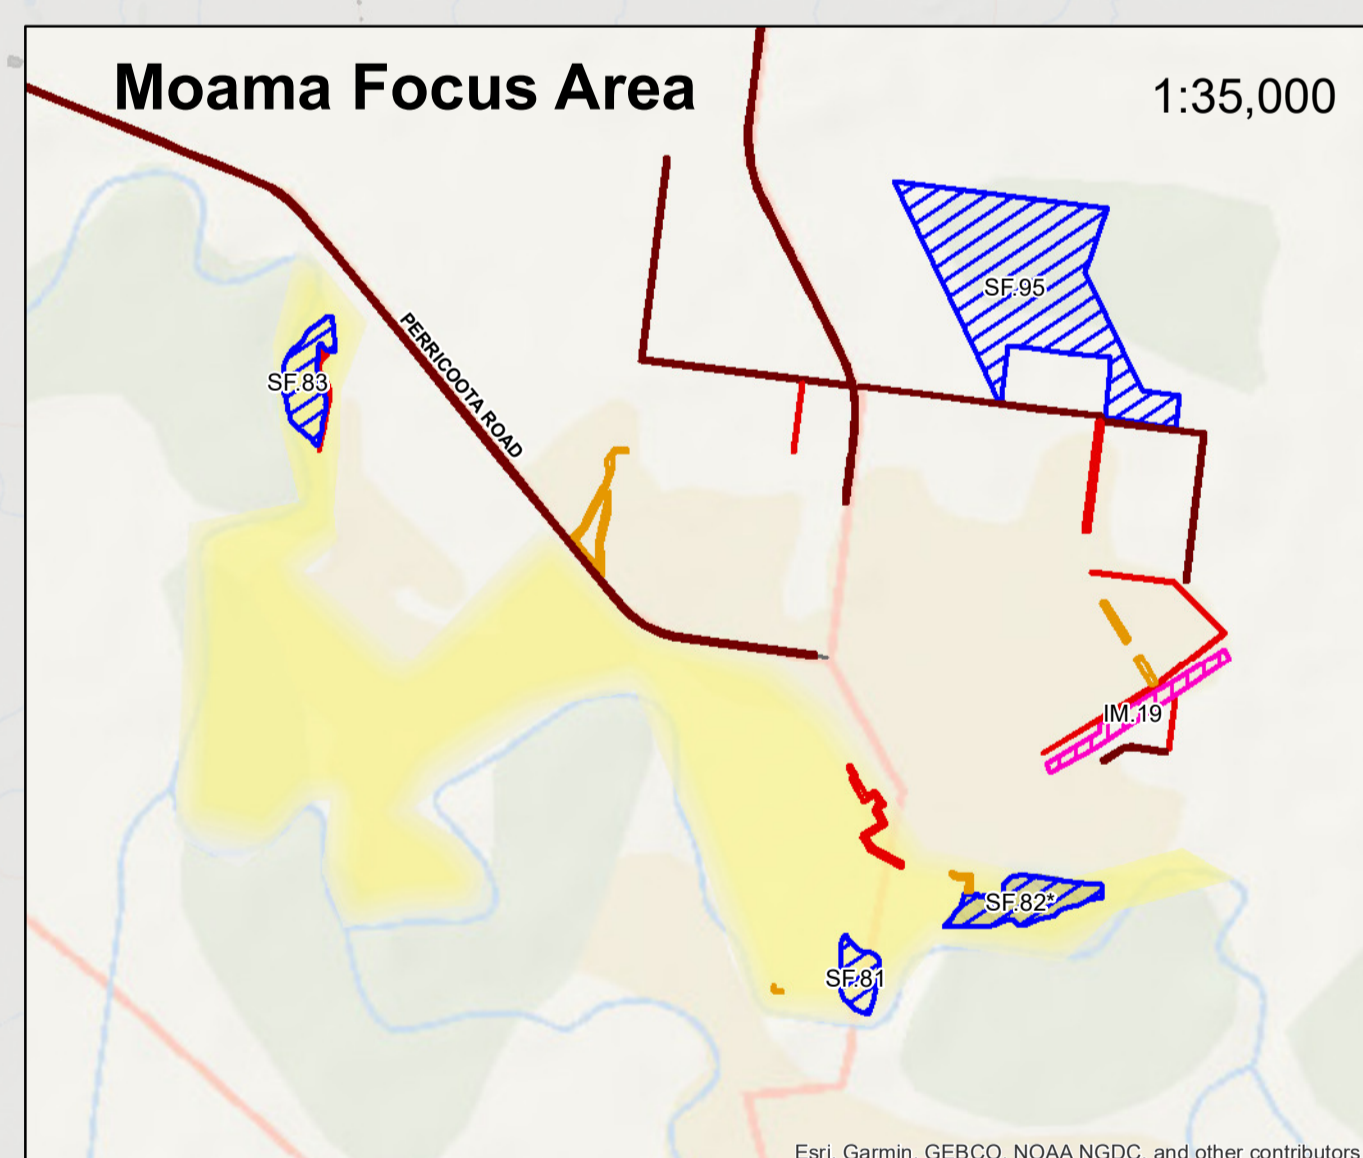 Moama Focus Area
1:35,000
SF.95
PERRICOOTA ROAD
SF.83
IM.19
SF.82*
SF.81
Esri, Garmin, GEBCO, NOAA NGDC, and other contributors